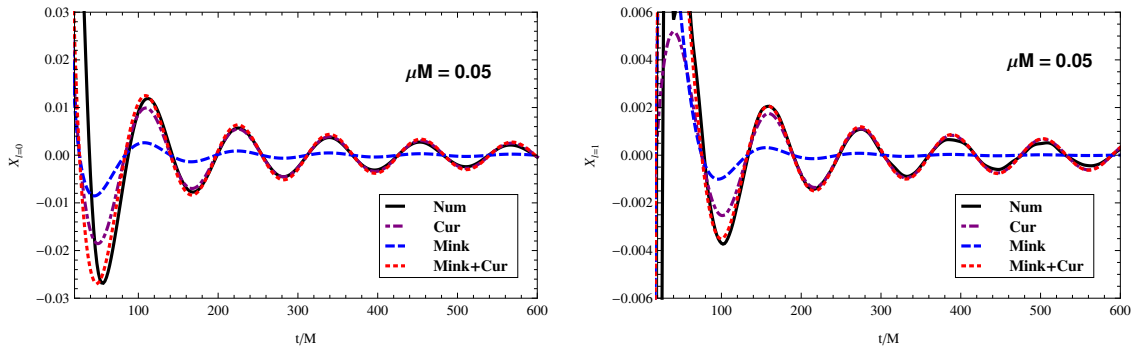 0.03
0.02
0.01
0.00
−0.01
−0.02
−0.03
X l=0
μM = 0.05
Num
Cur
Mink
Mink+Cur
100 200 300 400 500 600
t/M
0.006
0.004
0.002
0.000
−0.002
−0.004
−0.006
X l=1
μM = 0.05
Num
Cur
Mink
Mink+Cur
100 200 300 400 500 600
t/M